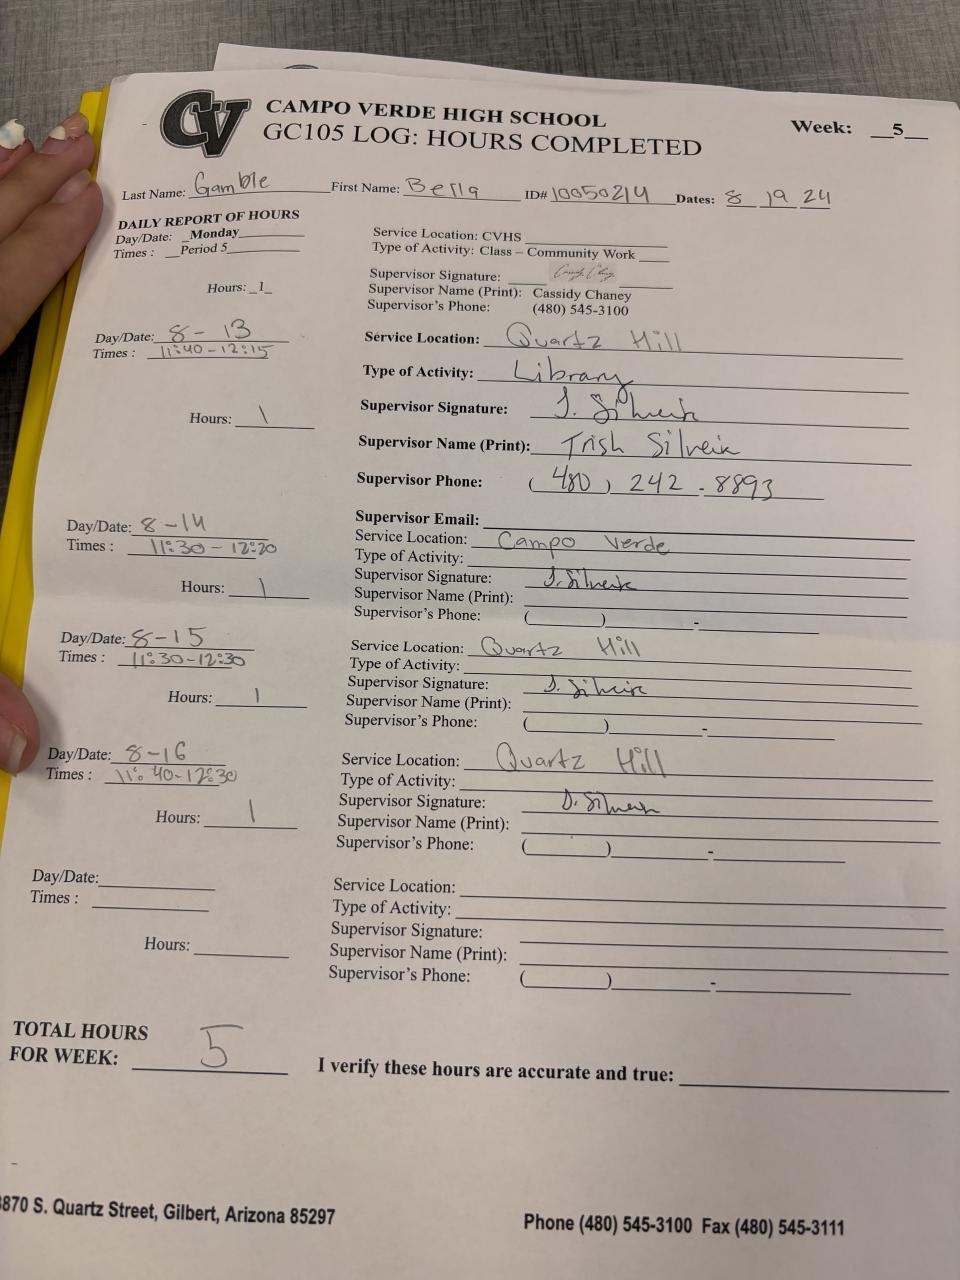 CV CAMPO VERDE HIGH SCHOOL
GC105 LOG: HOURS COMPLETED
Week: __5__
Last Name: Gamble First Name: Bella ID# 10050214 Dates: 8 19 24
DAILY REPORT OF HOURS
Day/Date: _Monday
Times : __Period 5
Hours: _1_
Service Location: CVHS
Type of Activity: Class – Community Work
Supervisor Signature:
Supervisor Name (Print): Cassidy Chaney
Supervisor's Phone: (480) 545-3100
Day/Date: 8-13
Times : 11:40-12:15
Hours: 1
Service Location: Quartz Hill
Type of Activity: Library
Supervisor Signature:
Supervisor Name (Print): Trish Silveir
Supervisor Phone: (480) 242-8893
Supervisor Email:
Day/Date: 8-14
Times : 11:30-12:20
Hours: 1
Service Location: Campo Verde
Type of Activity:
Supervisor Signature:
Supervisor Name (Print):
Supervisor's Phone: ( ) -
Day/Date: 8-15
Times : 11:30-12:30
Hours: 1
Service Location: Quartz Hill
Type of Activity:
Supervisor Signature:
Supervisor Name (Print):
Supervisor's Phone: ( ) -
Day/Date: 8-16
Times : 11:40-12:30
Hours: 1
Service Location: Quartz Hill
Type of Activity:
Supervisor Signature:
Supervisor Name (Print):
Supervisor's Phone: ( ) -
Day/Date:
Times :
Hours:
Service Location:
Type of Activity:
Supervisor Signature:
Supervisor Name (Print):
Supervisor's Phone: ( ) -
TOTAL HOURS
FOR WEEK: 5
I verify these hours are accurate and true:
870 S. Quartz Street, Gilbert, Arizona 85297
Phone (480) 545-3100 Fax (480) 545-3111